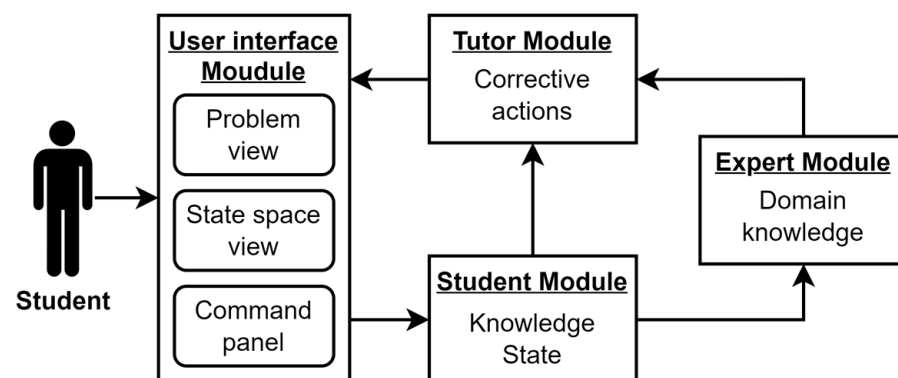 User interface
Moudule
Problem
view
State space
view
Command
panel
Student
Tutor Module
Corrective
actions
Student Module
Knowledge
State
Expert Module
Domain
knowledge